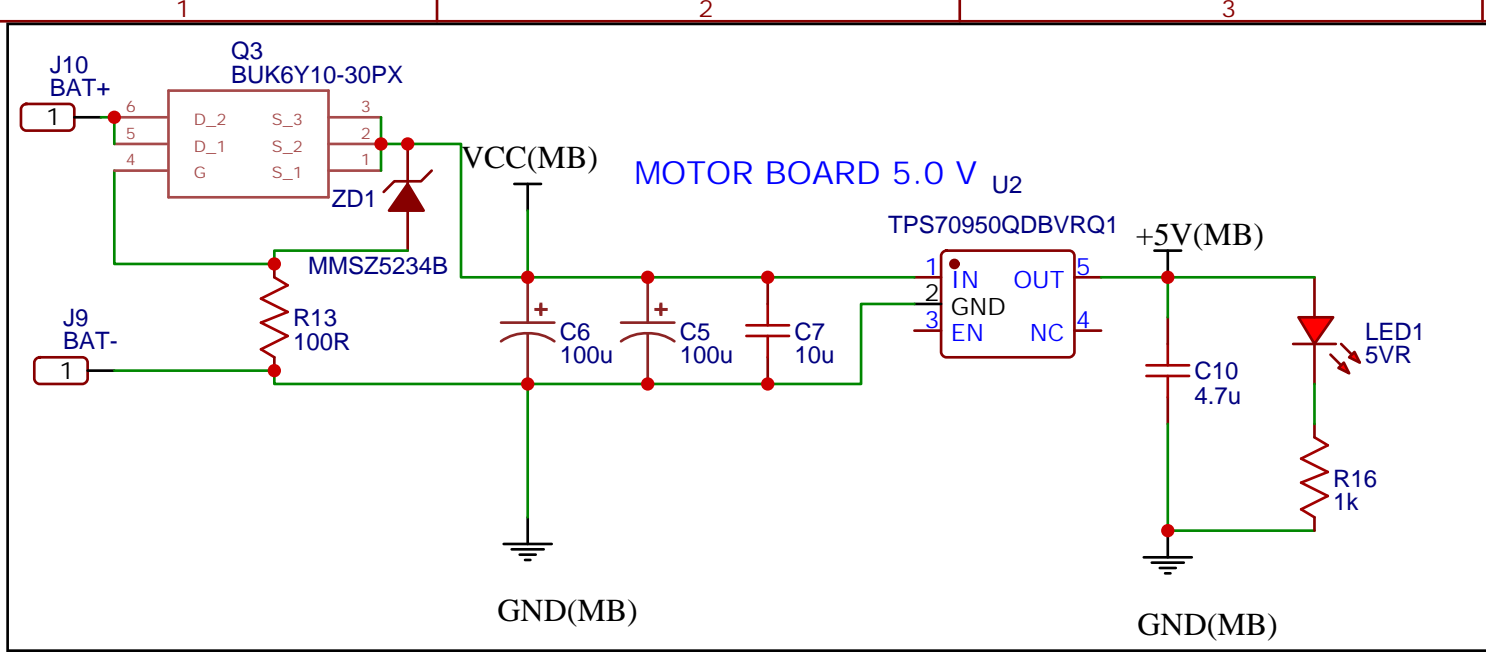 1 2 3
J10
BAT+
1
Q3
BUK6Y10-30PX
6 D_2 S_3 3
5 D_1 S_2 2
4 G S_1 1
ZD1
MMSZ5234B
VCC(MB)
MOTOR BOARD 5.0 V
U2
TPS70950QDBVRQ1
+5V(MB)
1 IN OUT 5
2 GND
3 EN NC 4
J9
BAT-
1
R13
100R
+
C6
100u
+
C5
100u
C7
10u
C10
4.7u
LED1
5VR
R16
1k
GND(MB)
GND(MB)